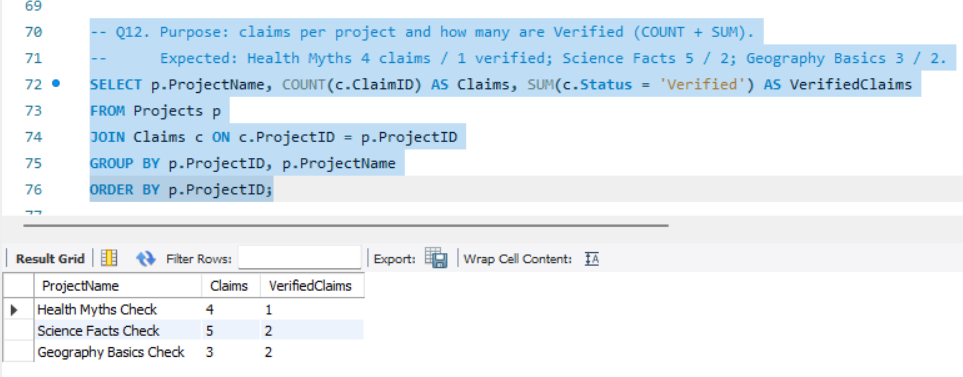 69
70 -- Q12. Purpose: claims per project and how many are Verified (COUNT + SUM).
71 --      Expected: Health Myths 4 claims / 1 verified; Science Facts 5 / 2; Geography Basics 3 / 2.
72 SELECT p.ProjectName, COUNT(c.ClaimID) AS Claims, SUM(c.Status = 'Verified') AS VerifiedClaims
73 FROM Projects p
74 JOIN Claims c ON c.ProjectID = p.ProjectID
75 GROUP BY p.ProjectID, p.ProjectName
76 ORDER BY p.ProjectID;
77
Result Grid Filter Rows: Export: Wrap Cell Content: IA
ProjectName Claims VerifiedClaims
Health Myths Check 4 1
Science Facts Check 5 2
Geography Basics Check 3 2